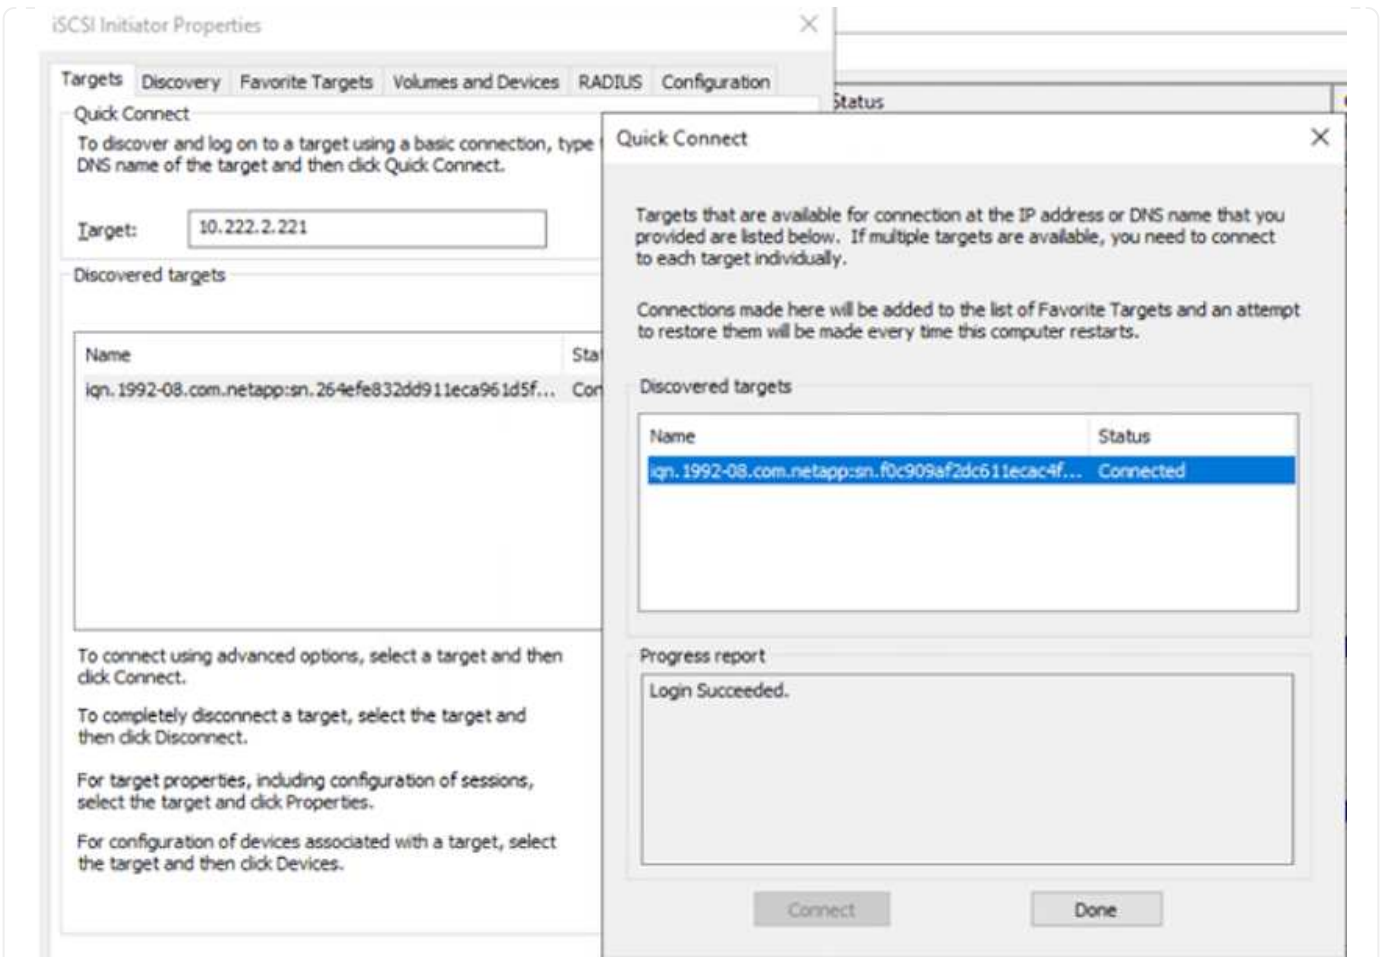 iSCSI Initiator Properties
Targets Discovery Favorite Targets Volumes and Devices RADIUS Configuration
Quick Connect
To discover and log on to a target using a basic connection, type
DNS name of the target and then click Quick Connect.
Target: 10.222.2.221
Discovered targets
Name Sta
iqn.1992-08.com.netapp:sn.264efe832dd911eca961d5f... Con
To connect using advanced options, select a target and then
click Connect.
To completely disconnect a target, select the target and
then click Disconnect.
For target properties, including configuration of sessions,
select the target and click Properties.
For configuration of devices associated with a target, select
the target and then click Devices.
Status
Quick Connect
Targets that are available for connection at the IP address or DNS name that you
provided are listed below. If multiple targets are available, you need to connect
to each target individually.
Connections made here will be added to the list of Favorite Targets and an attempt
to restore them will be made every time this computer restarts.
Discovered targets
Name Status
iqn.1992-08.com.netapp:sn.f0c909af2dc611ecac4f... Connected
Progress report
Login Succeeded.
Connect Done